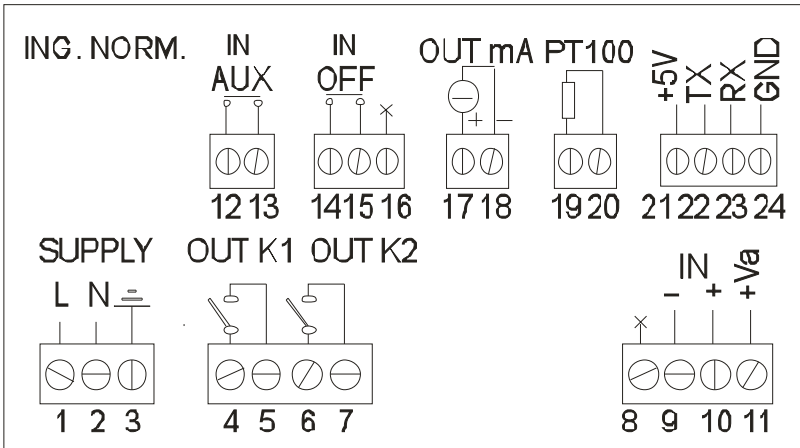 ING. NORM.
IN
AUX
IN
OFF
OUT mA
PT100
+5V
TX
RX
GND
+ −
12 13
14 15 16
17 18
19 20
21 22 23 24
SUPPLY
OUT K1
OUT K2
L N
IN
− +
+Va
1 2 3
4 5 6 7
8 9 10 11